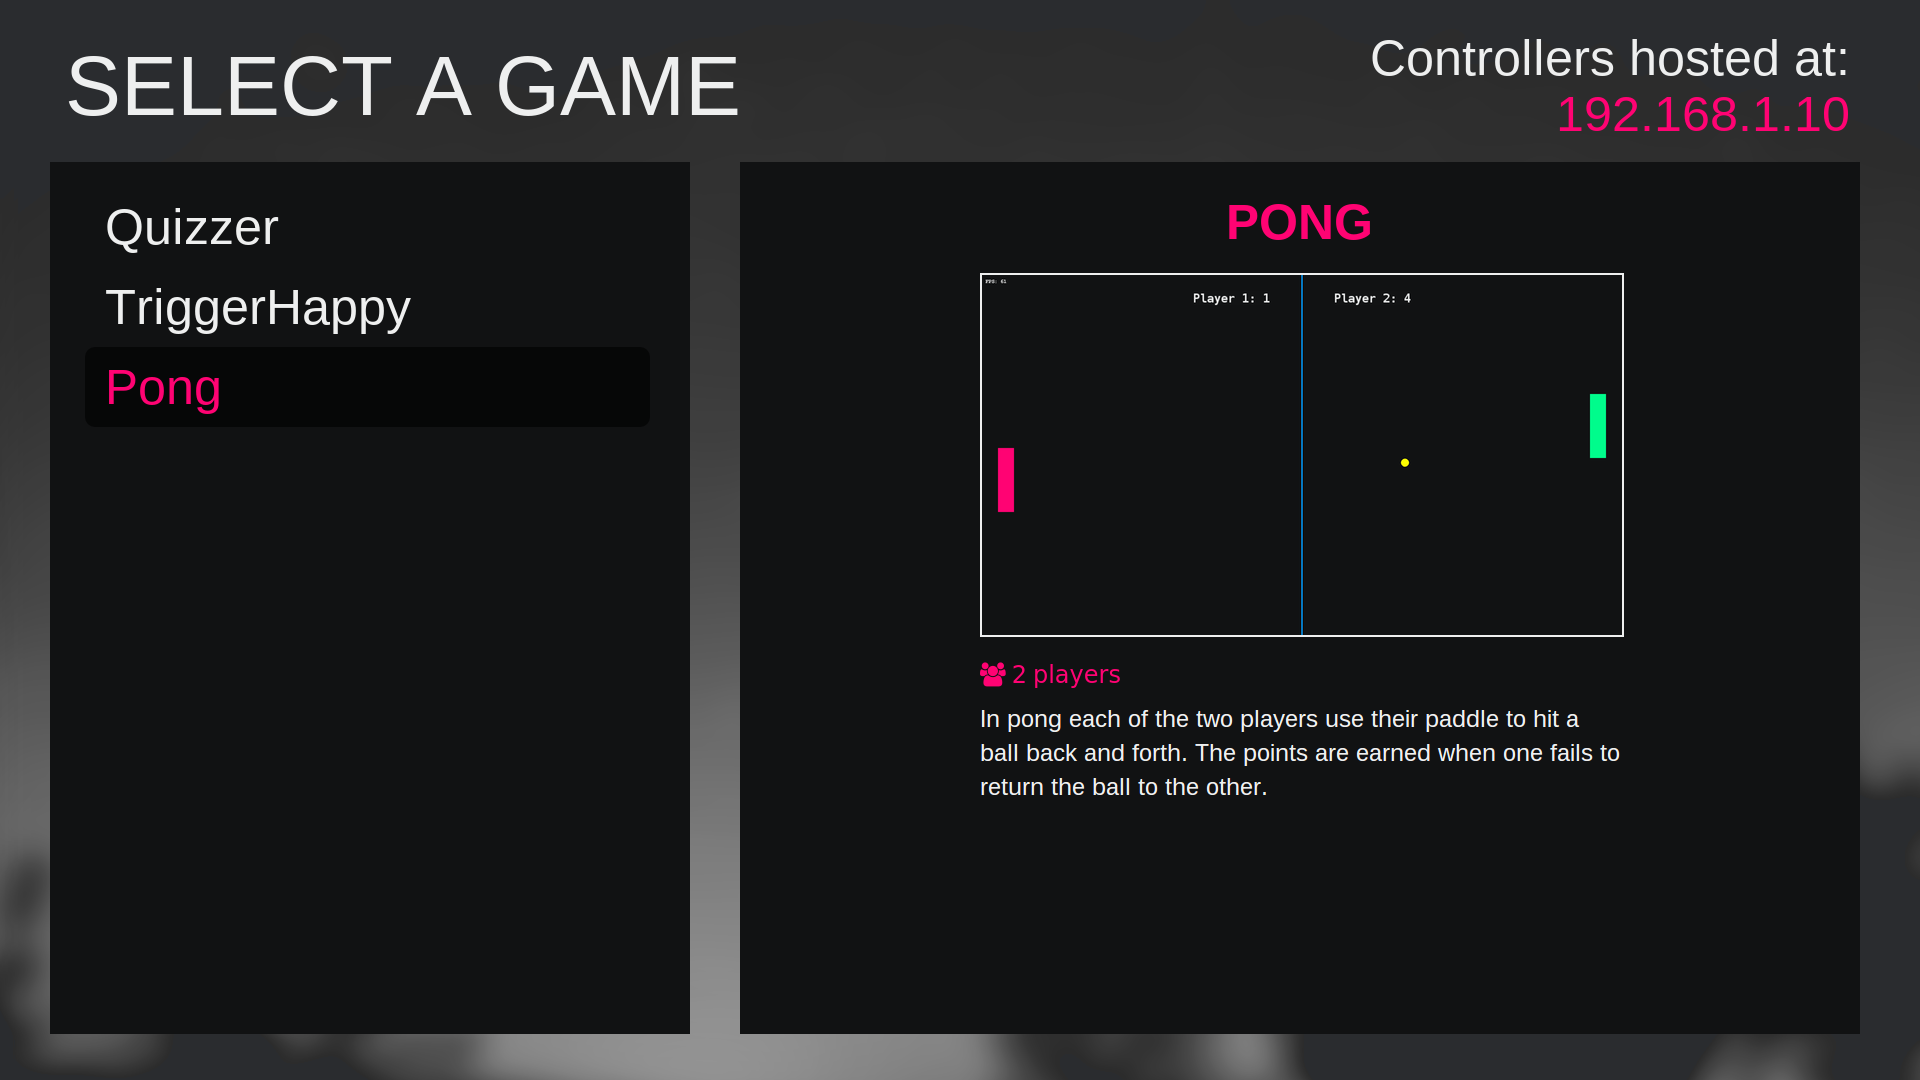 SELECT A GAME
Controllers hosted at:
192.168.1.10
Quizzer
TriggerHappy
Pong
PONG
FPS: 61
Player 1: 1
Player 2: 4
2 players
In pong each of the two players use their paddle to hit a
ball back and forth. The points are earned when one fails to
return the ball to the other.